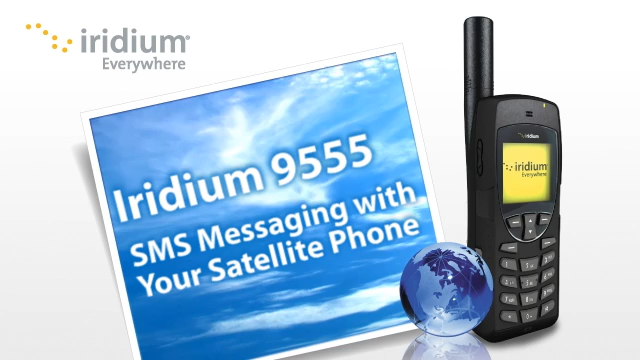 iridium®
Everywhere
Iridium 9555
SMS Messaging with
Your Satellite Phone
iridium
iridium
Everywhere